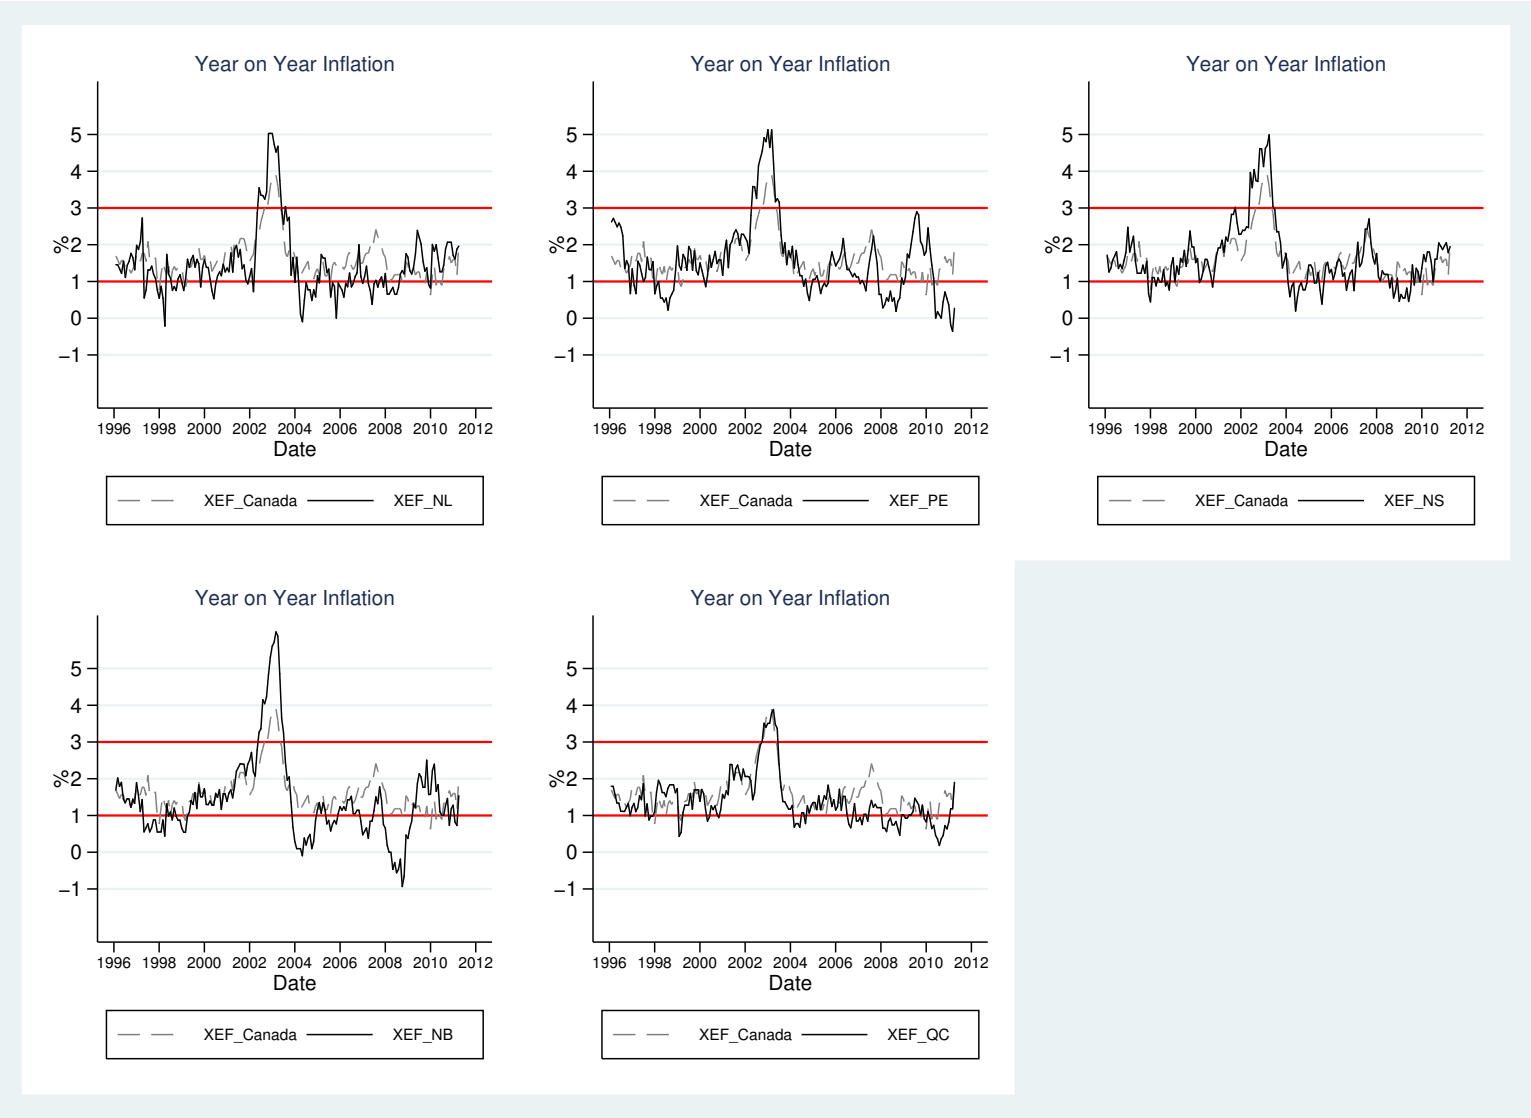 Year on Year Inflation
%
5
4
3
2
1
0
−1
1996 1998 2000 2002 2004 2006 2008 2010 2012
Date
XEF_Canada XEF_NL
Year on Year Inflation
%
5
4
3
2
1
0
−1
1996 1998 2000 2002 2004 2006 2008 2010 2012
Date
XEF_Canada XEF_PE
Year on Year Inflation
%
5
4
3
2
1
0
−1
1996 1998 2000 2002 2004 2006 2008 2010 2012
Date
XEF_Canada XEF_NS
Year on Year Inflation
%
5
4
3
2
1
0
−1
1996 1998 2000 2002 2004 2006 2008 2010 2012
Date
XEF_Canada XEF_NB
Year on Year Inflation
%
5
4
3
2
1
0
−1
1996 1998 2000 2002 2004 2006 2008 2010 2012
Date
XEF_Canada XEF_QC